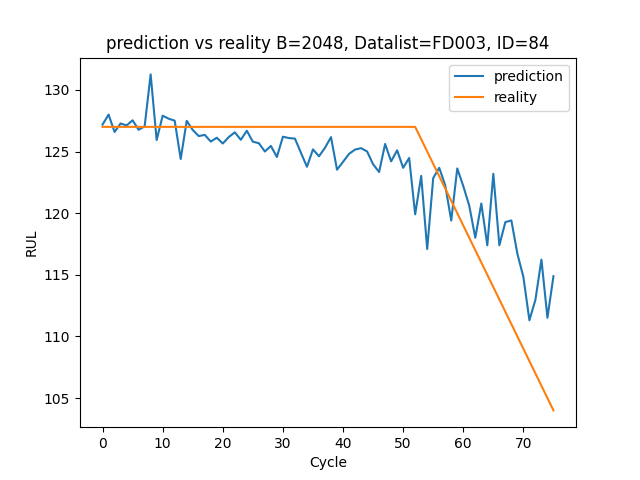 prediction vs reality B=2048, Datalist=FD003, ID=84
prediction
reality
130
125
120
115
110
105
RUL
0 10 20 30 40 50 60 70
Cycle